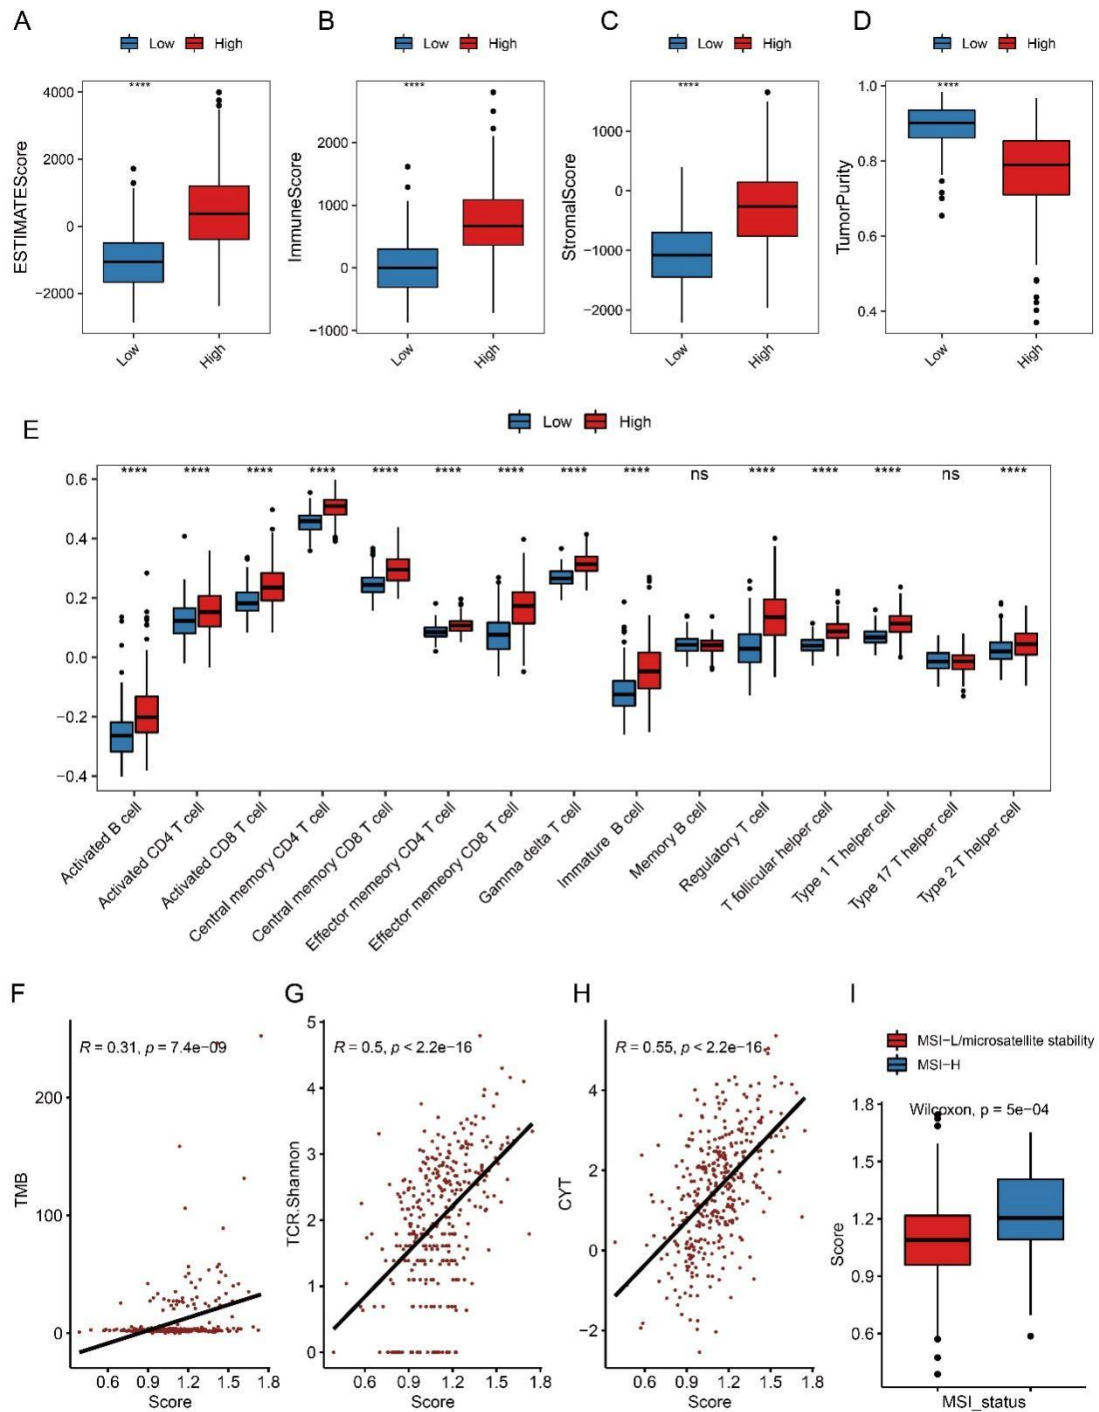 A
B
C
D
Low High
Low High
Low High
Low High
****
****
****
****
ESTIMATEScore
4000
2000
0
−2000
Low
High
ImmuneScore
2000
1000
0
−1000
Low
High
StromalScore
1000
0
−1000
−2000
Low
High
TumorPurity
1.0
0.8
0.6
0.4
Low
High
E
Low High
**** **** **** **** **** **** **** **** **** ns **** **** **** ns ****
0.6
0.4
0.2
0.0
−0.2
−0.4
Activated B cell
Activated CD4 T cell
Activated CD8 T cell
Central memory CD4 T cell
Central memory CD8 T cell
Effector memeory CD4 T cell
Effector memeory CD8 T cell
Gamma delta T cell
Immature B cell
Memory B cell
Regulatory T cell
T follicular helper cell
Type 1 T helper cell
Type 17 T helper cell
Type 2 T helper cell
F
R = 0.31, p = 7.4e−09
TMB
200
100
0
0.6 0.9 1.2 1.5 1.8
Score
G
R = 0.5, p < 2.2e−16
TCR.Shannon
5
4
3
2
1
0
0.6 0.9 1.2 1.5 1.8
Score
H
R = 0.55, p < 2.2e−16
CYT
4
2
0
−2
0.6 0.9 1.2 1.5 1.8
Score
I
MSI−L/microsatellite stability
MSI−H
Wilcoxon, p = 5e−04
Score
1.8
1.5
1.2
0.9
0.6
MSI_status